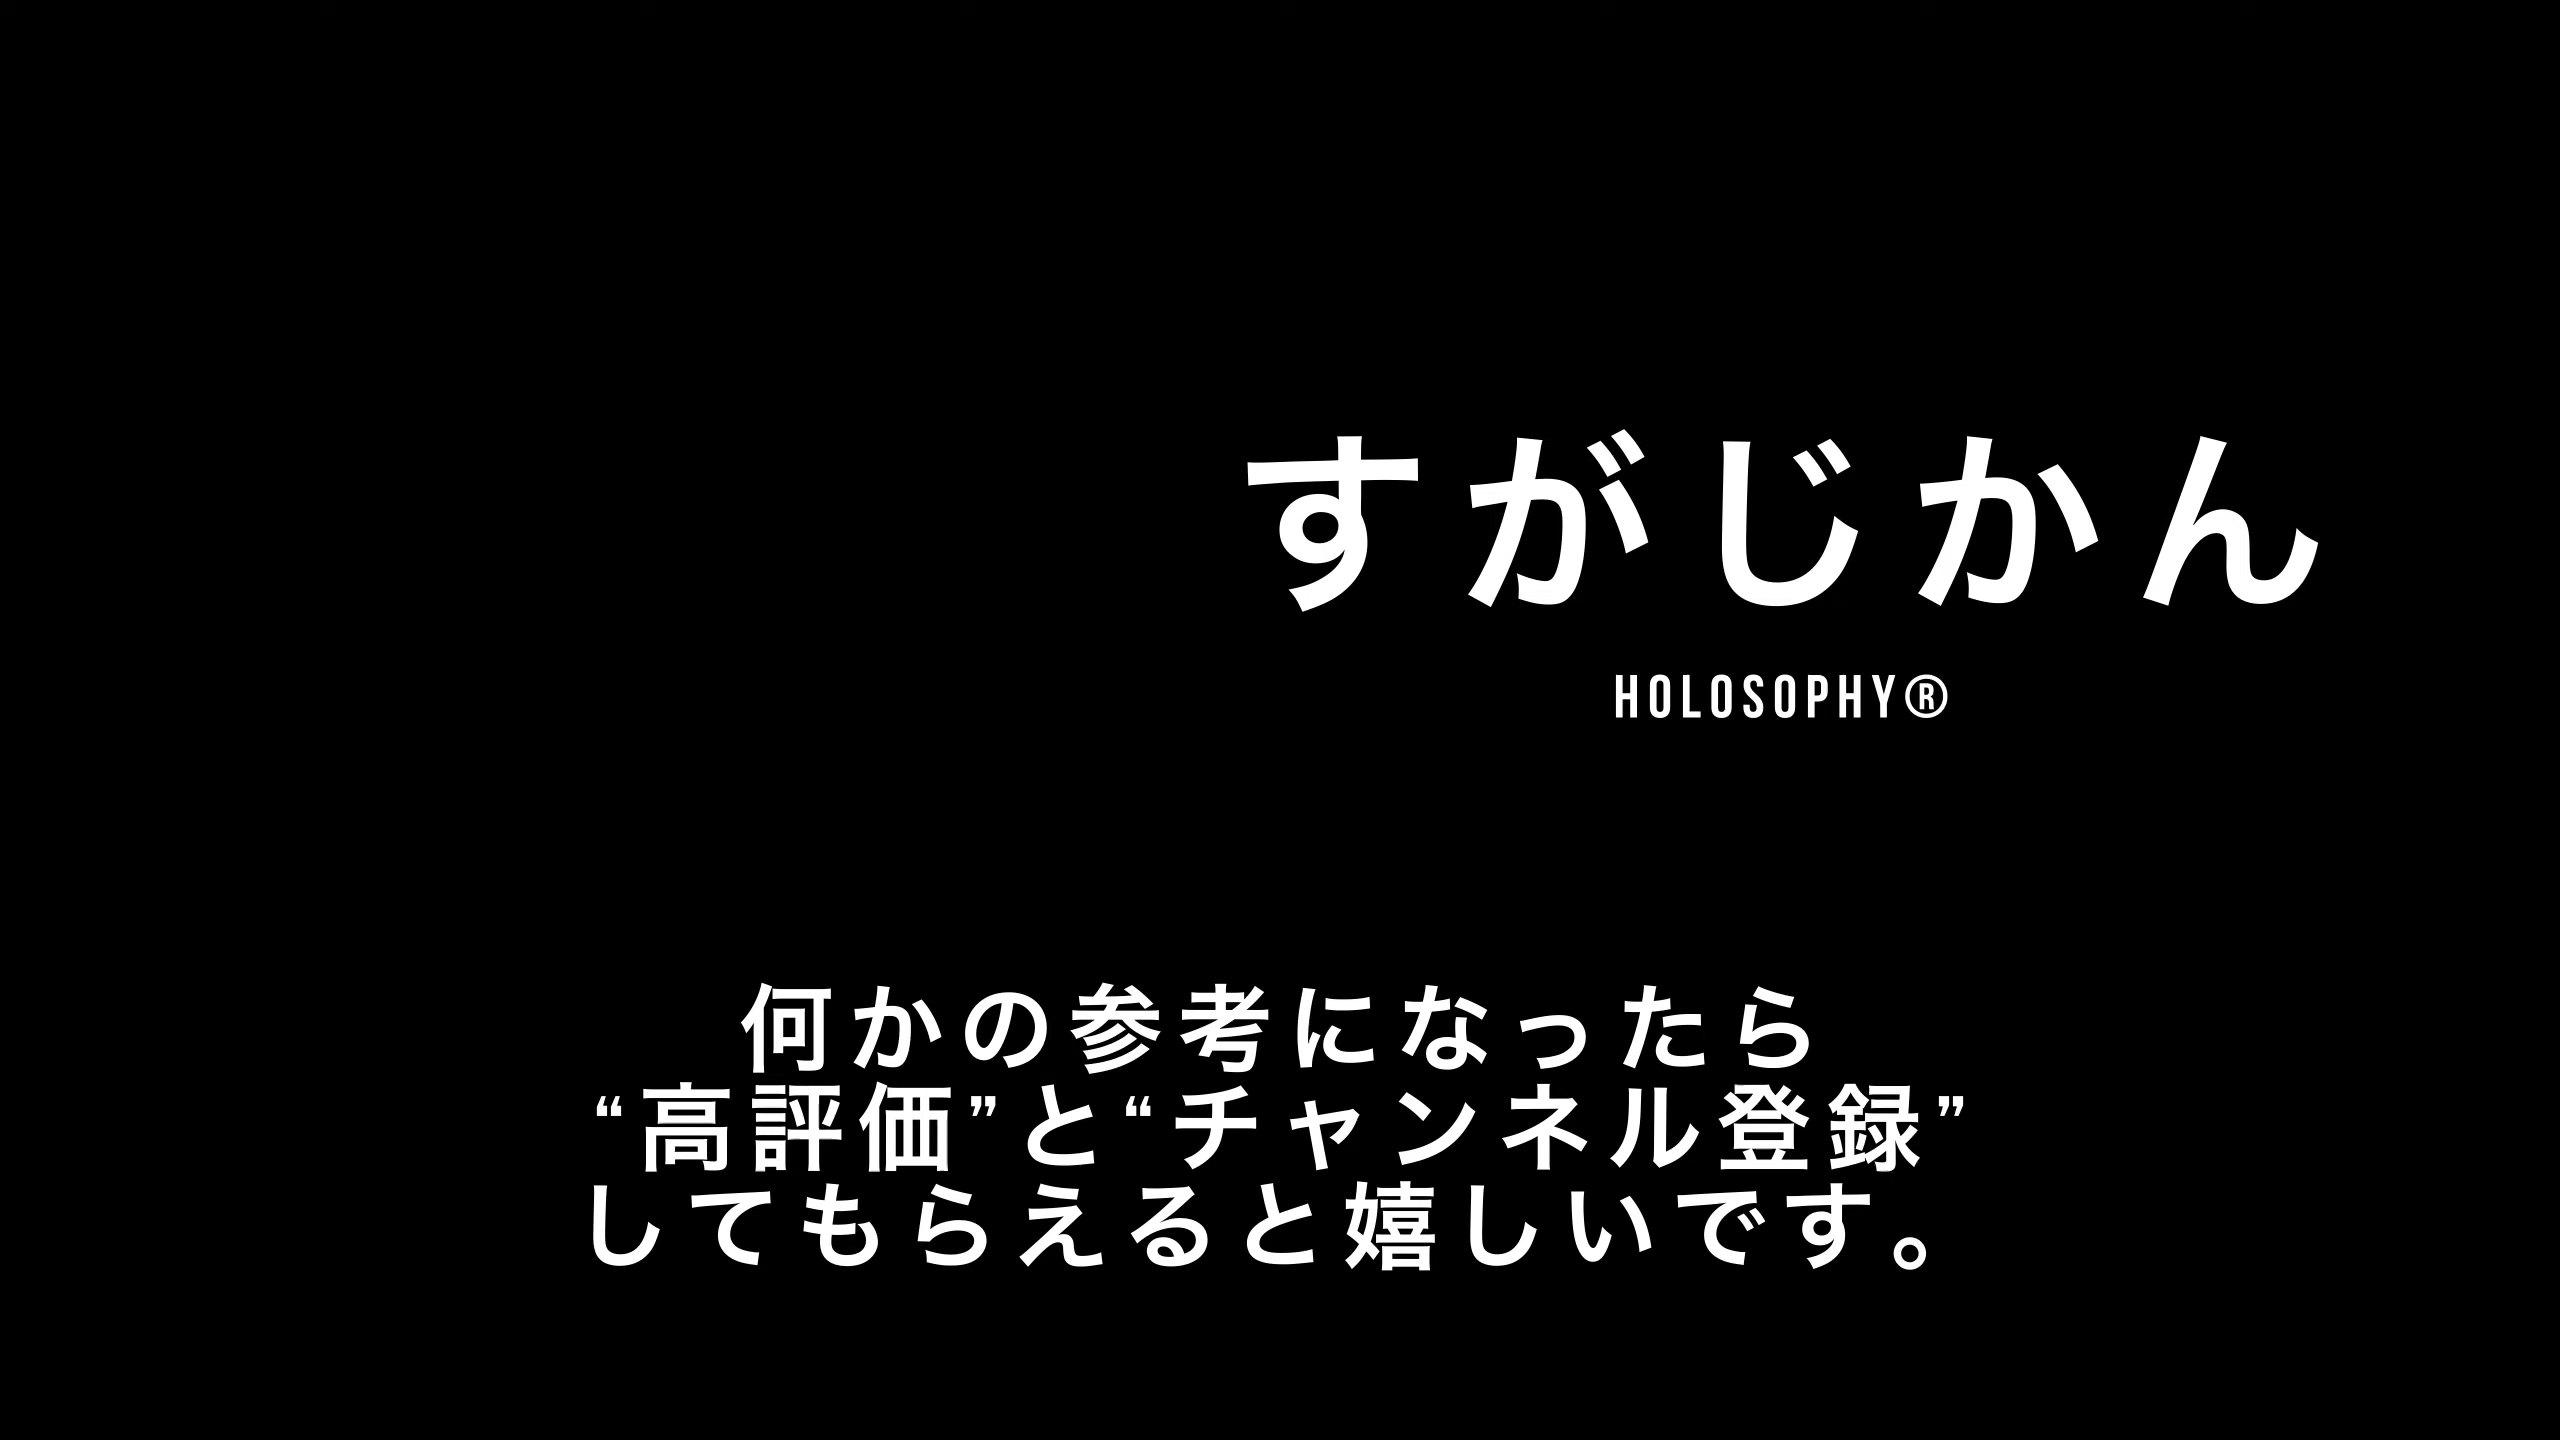 すがじかん
HOLOSOPHY®
何かの参考になったら
“高評価”と“チャンネル登録”
してもらえると嬉しいです。